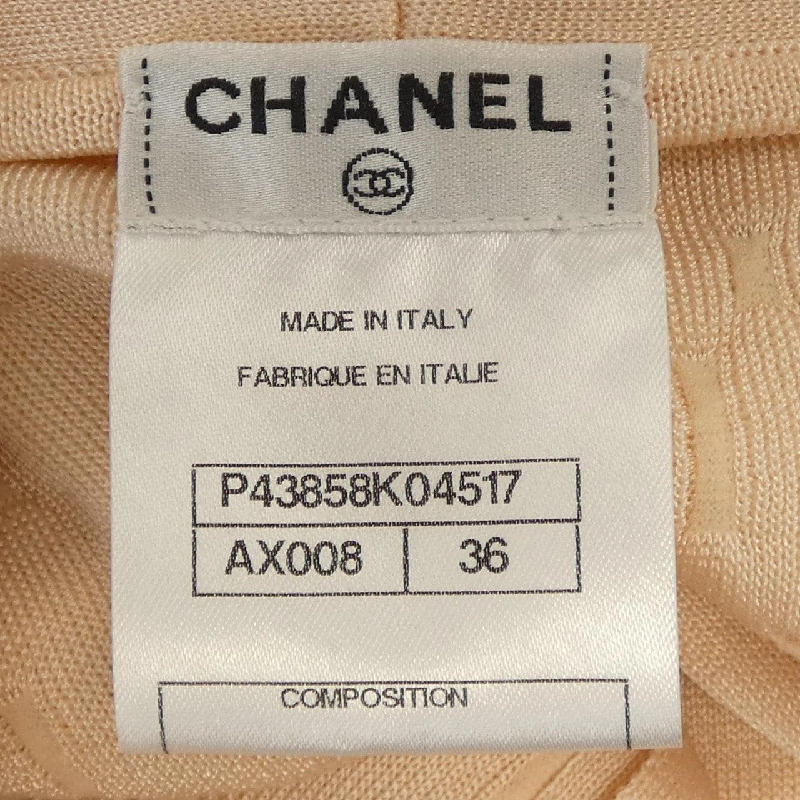 CHANEL
MADE IN ITALY
FABRIQUE EN ITALIE
P43858K04517
AX008 36
COMPOSITION